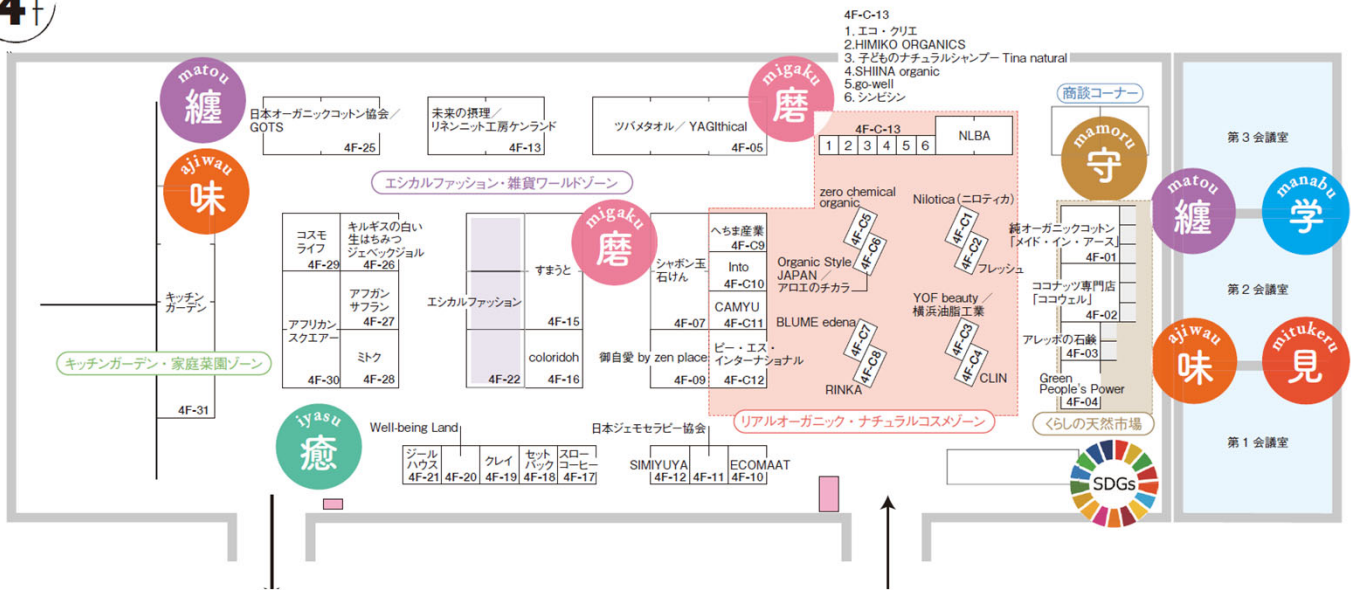 4f
4F-C-13
1. エコ・クリエ
2.HIMIKO ORGANICS
3. 子どものナチュラルシャンプー Tina natural
4.SHIINA organic
5.go-well
6. シンビシン
matou
纏
ajiwau
味
日本オーガニックコットン協会/
GOTS
4F-25
未来の摂理/
リネンニット工房ケンランド
4F-13
ツバメタオル/ YAGIthical
4F-05
migaku
磨
4F-C-13
1 2 3 4 5 6
NLBA
商談コーナー
mamoru
守
エシカルファッション・雑貨ワールドゾーン
キッチン
ガーデン
4F-31
キッチンガーデン・家庭菜園ゾーン
コスモ
ライフ
4F-29
キルギスの白い
生はちみつ
ジェベックジョル
4F-26
アフガン
サフラン
4F-27
アフリカン
スクエアー
4F-30
ミトク
4F-28
エシカルファッション
4F-22
すまうと
4F-15
coloridoh
4F-16
migaku
磨
シャボン玉
石けん
4F-07
御自愛 by zen place
4F-09
へちま産業
4F-C9
Into
4F-C10
CAMYU
4F-C11
ピー・エス・
インターナショナル
4F-C12
zero chemical
organic
4F-C5
4F-C6
Organic Style
JAPAN /
アロエのチカラ
Nilotica(ニロティカ)
4F-C1
4F-C2
フレッシュ
BLUME edena
4F-C7
4F-C8
RINKA
YOF beauty /
横浜油脂工業
4F-C3
4F-C4
CLIN
リアルオーガニック・ナチュラルコスメゾーン
純オーガニックコットン
「メイド・イン・アース」
4F-01
ココナッツ専門店
「ココウェル」
4F-02
アレッポの石鹸
4F-03
Green
People's Power
4F-04
くらしの天然市場
iyasu
癒
Well-being Land
ジール
ハウス
4F-21
4F-20
クレイ
4F-19
セット
バック
4F-18
スロー
コーヒー
4F-17
日本ジェモセラピー協会
SIMIYUYA
4F-12
4F-11
ECOMAAT
4F-10
SDGs
第3会議室
matou
纏
manabu
学
第2会議室
ajiwau
味
mitukeru
見
第1会議室